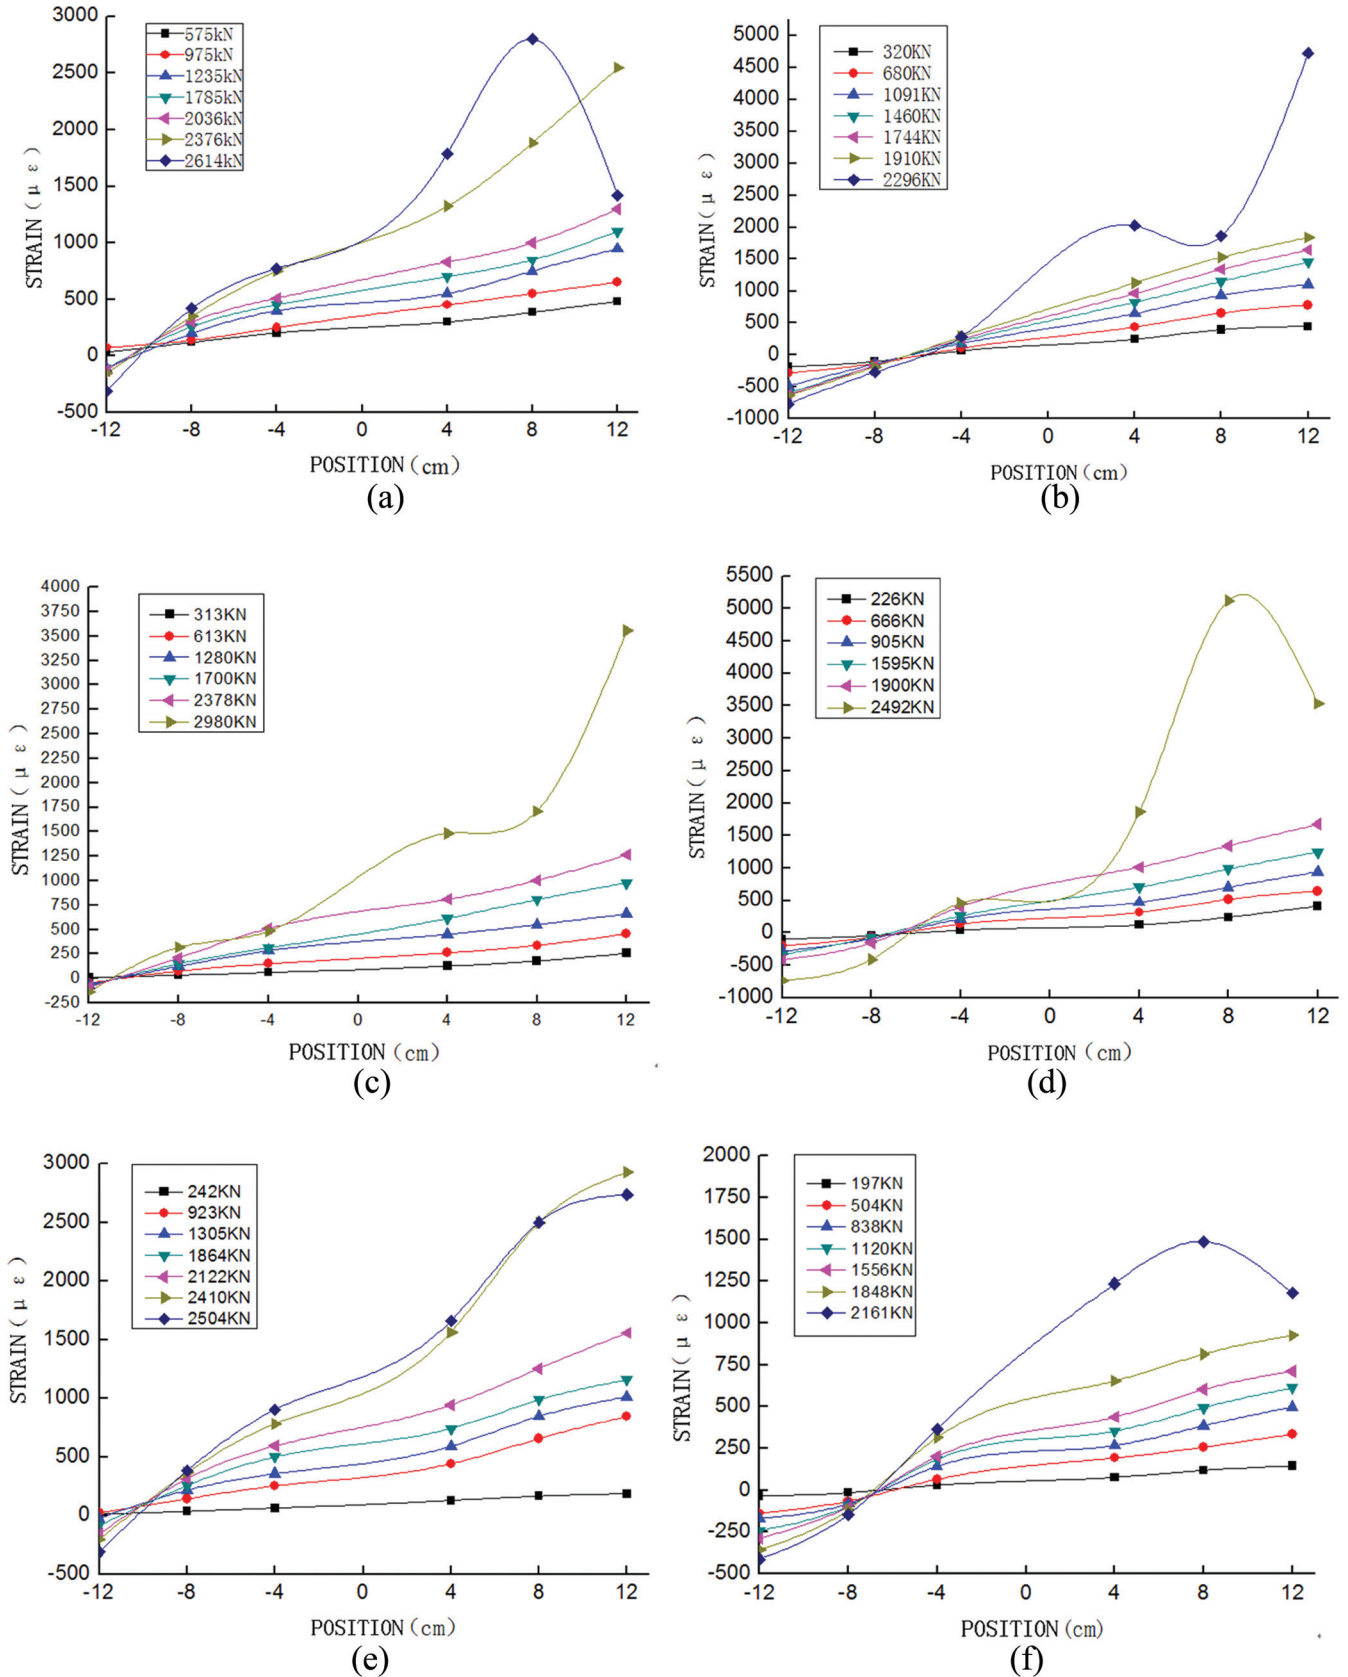 3000
2500
2000
1500
1000
500
0
-500
STRAIN(μ ε)
575kN
975kN
1235kN
1785kN
2036kN
2376kN
2614kN
-12 -8 -4 0 4 8 12
POSITION(cm)
(a)
5000
4500
4000
3500
3000
2500
2000
1500
1000
500
0
-500
-1000
STRAIN(μ ε)
320KN
680KN
1091KN
1460KN
1744KN
1910KN
2296KN
-12 -8 -4 0 4 8 12
POSITION(cm)
(b)
4000
3750
3500
3250
3000
2750
2500
2250
2000
1750
1500
1250
1000
750
500
250
0
-250
STRAIN(μ ε)
313KN
613KN
1280KN
1700KN
2378KN
2980KN
-12 -8 -4 0 4 8 12
POSITION(cm)
(c)
5500
5000
4500
4000
3500
3000
2500
2000
1500
1000
500
0
-500
-1000
STRAIN(μ ε)
226KN
666KN
905KN
1595KN
1900KN
2492KN
-12 -8 -4 0 4 8 12
POSITION(cm)
(d)
3000
2500
2000
1500
1000
500
0
-500
STRAIN(μ ε)
242KN
923KN
1305KN
1864KN
2122KN
2410KN
2504KN
-12 -8 -4 0 4 8 12
POSITION(cm)
(e)
2000
1750
1500
1250
1000
750
500
250
0
-250
-500
STRAIN(μ ε)
197KN
504KN
838KN
1120KN
1556KN
1848KN
2161KN
-12 -8 -4 0 4 8 12
POSITION(cm)
(f)